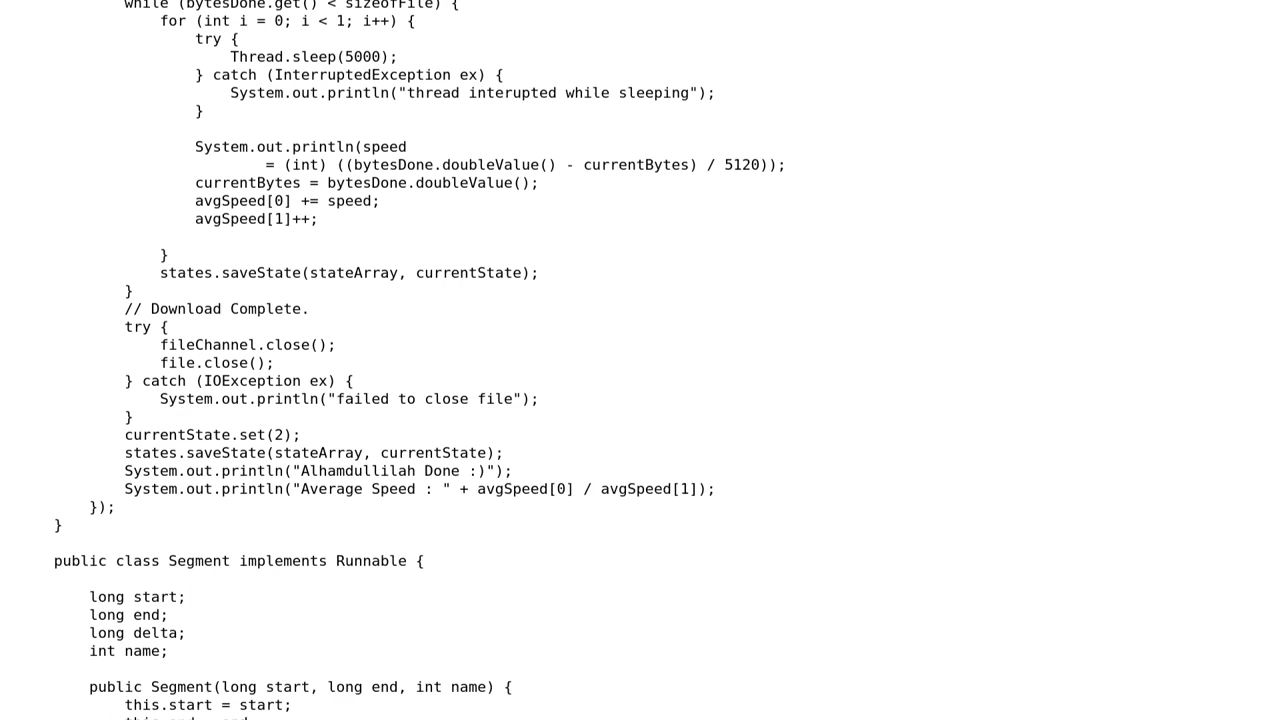 while (bytesDone.get() < sizeofFile) {
for (int i = 0; i < 1; i++) {
try {
Thread.sleep(5000);
} catch (InterruptedException ex) {
System.out.println("thread interupted while sleeping");
}
System.out.println(speed
= (int) ((bytesDone.doubleValue() - currentBytes) / 5120));
currentBytes = bytesDone.doubleValue();
avgSpeed[0] += speed;
avgSpeed[1]++;
}
states.saveState(stateArray, currentState);
}
// Download Complete.
try {
fileChannel.close();
file.close();
} catch (IOException ex) {
System.out.println("failed to close file");
}
currentState.set(2);
states.saveState(stateArray, currentState);
System.out.println("Alhamdullilah Done :)");
System.out.println("Average Speed : " + avgSpeed[0] / avgSpeed[1]);
});
}
public class Segment implements Runnable {
long start;
long end;
long delta;
int name;
public Segment(long start, long end, int name) {
this.start = start;